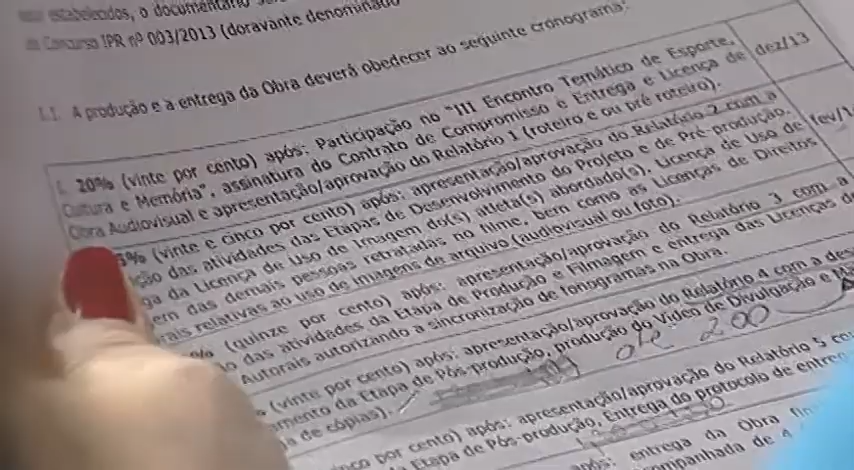 estabelecidos, o documentário
do Concurso IPR nº 003/2013 (doravante denominado
1.1. A produção e a entrega da Obra deverá obedecer ao seguinte cronograma:
20% (vinte por cento) após: Participação no "III Encontro Temático de Esporte, dez/13
Cultura e Memória", assinatura do Contrato de Compromisso e Entrega e Licença de
Obra Audiovisual e apresentação/aprovação do Relatório 1 (roteiro e ou pré roteiro).
5% (vinte e cinco por cento) após: apresentação/aprovação do Relatório 2 com a fev/1
ção das atividades das Etapas de Desenvolvimento do Projeto e de Pré-produção,
ga da Licença de Uso de Imagem do(s) atleta(s) abordado(s), Licença de Uso de
em das demais pessoas retratadas no filme, bem como as Licenças de Direitos
rais relativas ao uso de imagens de arquivo (audiovisual ou foto).
% (quinze por cento) após: apresentação/aprovação do Relatório 3 com a
o das atividades da Etapa de Produção e Filmagem e entrega das Licenças de
Autorais autorizando a sincronização de fonogramas na Obra.
(vinte por cento) após: apresentação/aprovação do Relatório 4 com a des
mento da Etapa de Pós-produção, produção do Vídeo de Divulgação e Ma
a de cópias). de 200
nco por cento) após: apresentação/aprovação do Relatório 5 co
Etapa de Pós-produção, Entrega do protocolo de entre
após: entrega da Obra fin
ompanhada de 4